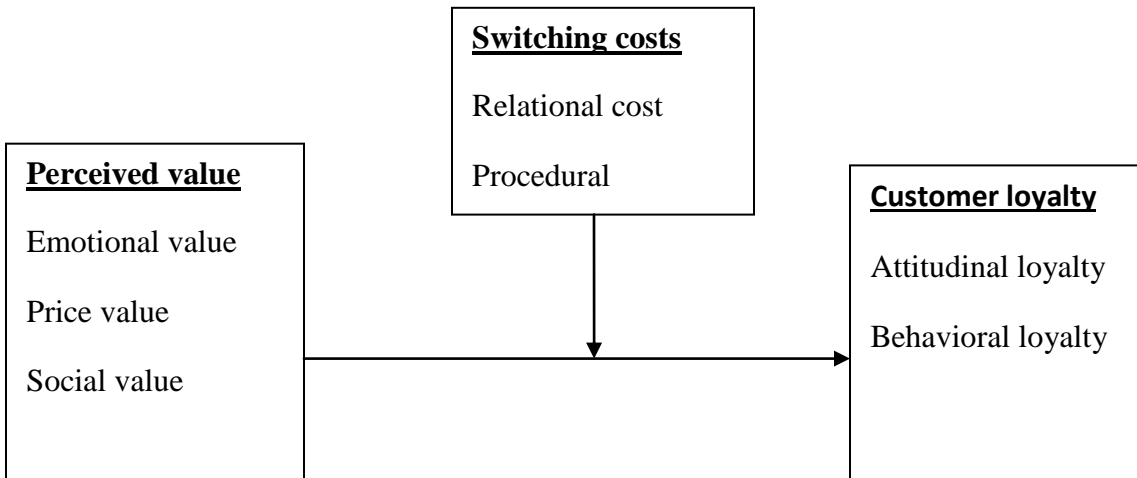 Switching costs
Relational cost
Procedural
Perceived value
Emotional value
Price value
Social value
Customer loyalty
Attitudinal loyalty
Behavioral loyalty